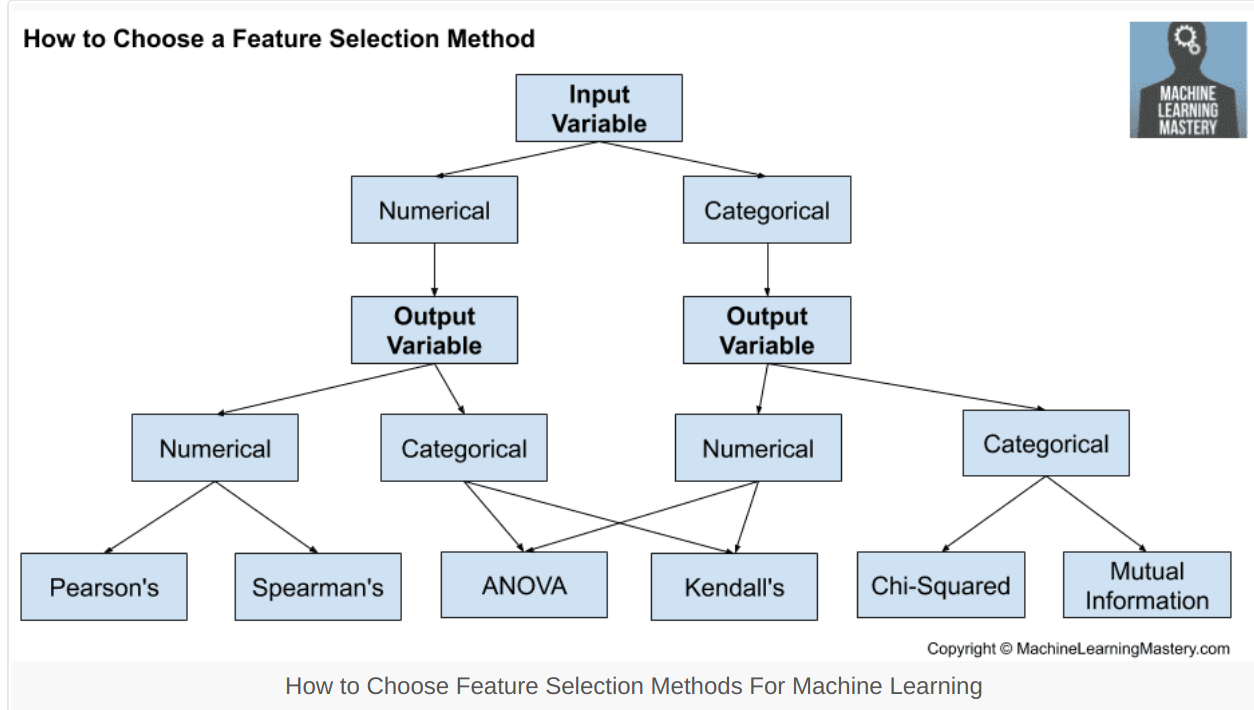 How to Choose a Feature Selection Method
MACHINE
LEARNING
MASTERY
Input
Variable
Numerical
Categorical
Output
Variable
Output
Variable
Numerical
Categorical
Numerical
Categorical
Pearson's
Spearman's
ANOVA
Kendall's
Chi-Squared
Mutual
Information
Copyright © MachineLearningMastery.com
How to Choose Feature Selection Methods For Machine Learning